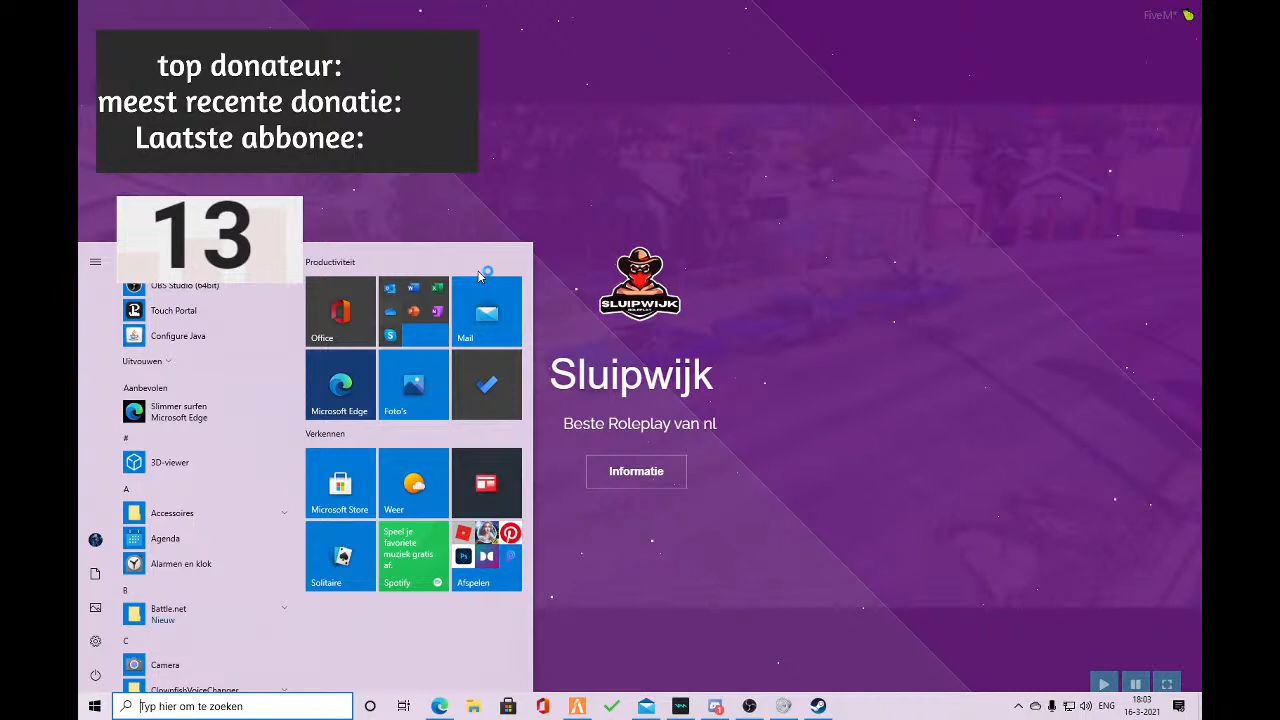 FiveM*
top donateur:
meest recente donatie:
Laatste abbonee:
13
Productiviteit
OBS Studio (64bit)
Touch Portal
Configure Java
Uitvouwen
Aanbevolen
Slimmer surfen
Microsoft Edge
#
3D-viewer
A
Accessoires
Agenda
Alarmen en klok
B
Battle.net
Nieuw
C
Camera
ClownfishVoiceChanger
Office
Mail
Microsoft Edge
Foto's
Verkennen
Microsoft Store
Weer
Solitaire
Speel je
favoriete
muziek gratis
af.
Spotify
Afspelen
SLUIPWIJK
ROLEPLAY
Sluipwijk
Beste Roleplay van nl
Informatie
Typ hier om te zoeken
ENG
18:03
16-3-2021